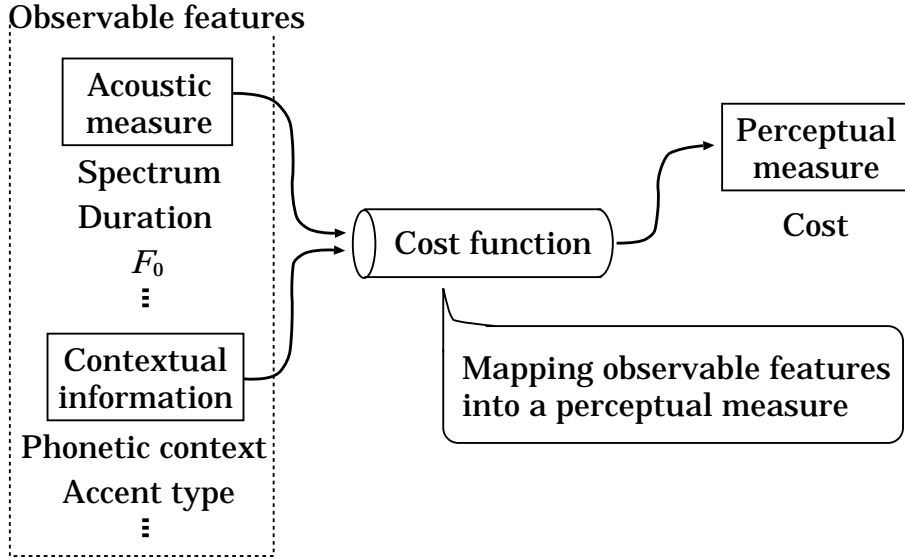 Observable features
Acoustic
measure
Spectrum
Duration
F₀
⋮
Contextual
information
Phonetic context
Accent type
⋮
Cost function
Mapping observable features
into a perceptual measure
Perceptual
measure
Cost